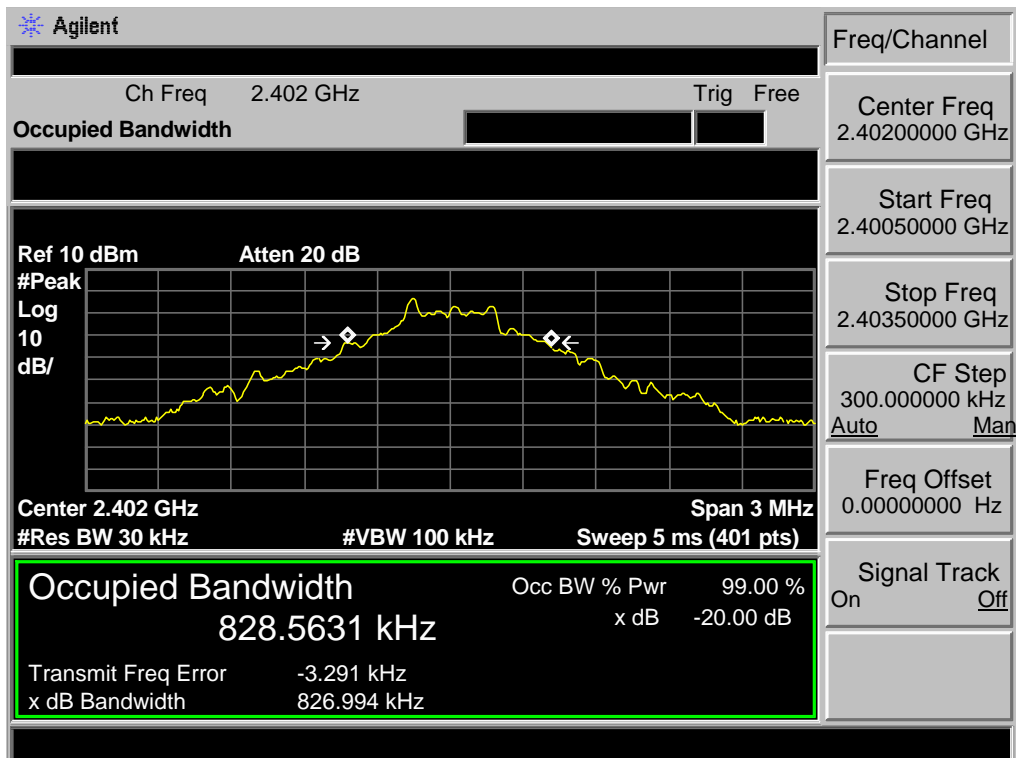 Agilent
Freq/Channel
Ch Freq 2.402 GHz Trig Free
Occupied Bandwidth
Center Freq
2.40200000 GHz
Start Freq
2.40050000 GHz
Stop Freq
2.40350000 GHz
CF Step
300.000000 kHz
Auto Man
Freq Offset
0.00000000 Hz
Signal Track
On Off
Ref 10 dBm Atten 20 dB
#Peak
Log
10
dB/
Center 2.402 GHz Span 3 MHz
#Res BW 30 kHz #VBW 100 kHz Sweep 5 ms (401 pts)
Occupied Bandwidth Occ BW % Pwr 99.00 %
828.5631 kHz x dB -20.00 dB
Transmit Freq Error -3.291 kHz
x dB Bandwidth 826.994 kHz